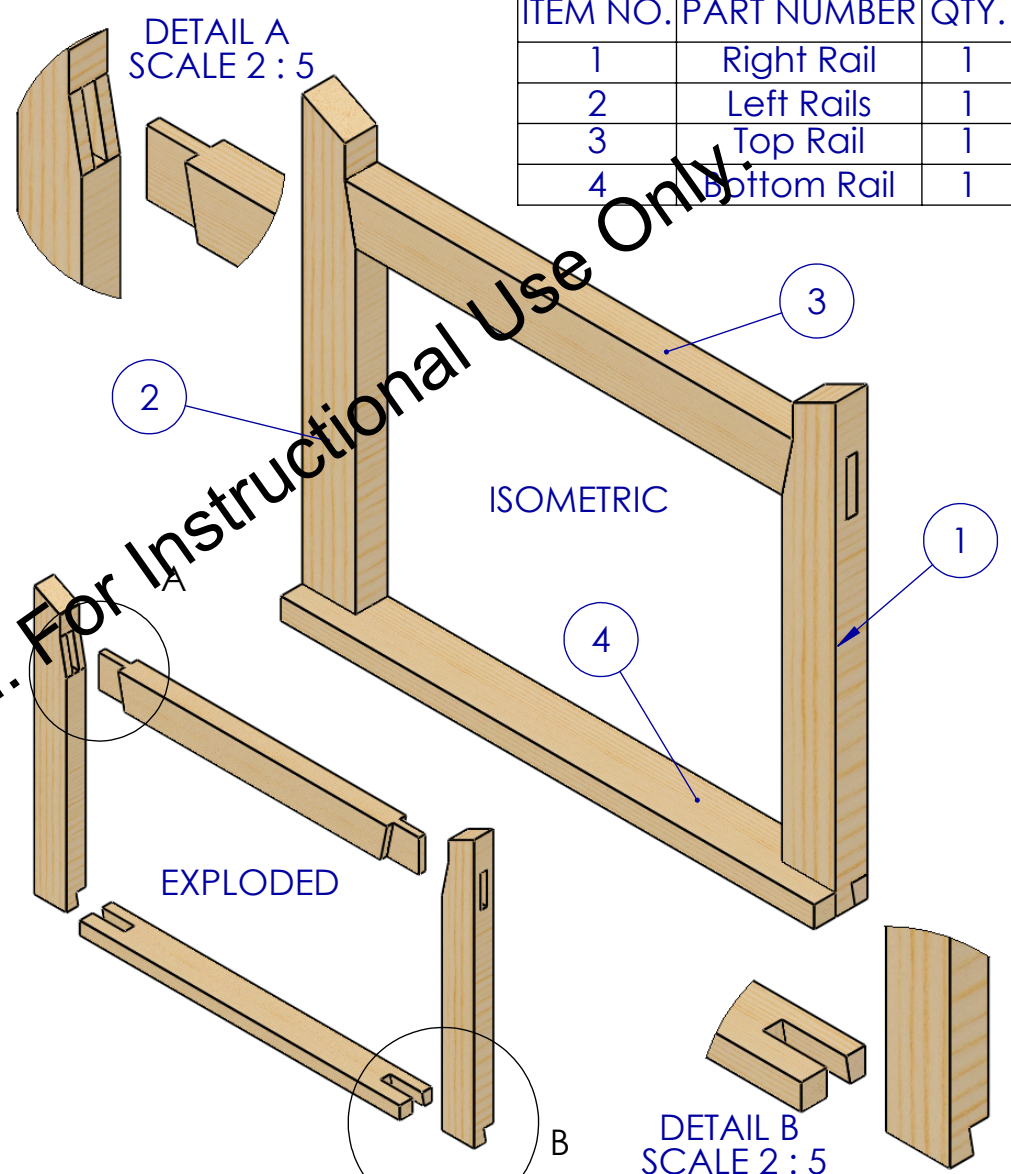 DETAIL A
SCALE 2 : 5
ITEM NO. PART NUMBER QTY.
1 Right Rail 1
2 Left Rails 1
3 Top Rail 1
4 Bottom Rail 1
For Instructional Use Only.
3
2
ISOMETRIC
1
A
4
EXPLODED
B
DETAIL B
SCALE 2 : 5